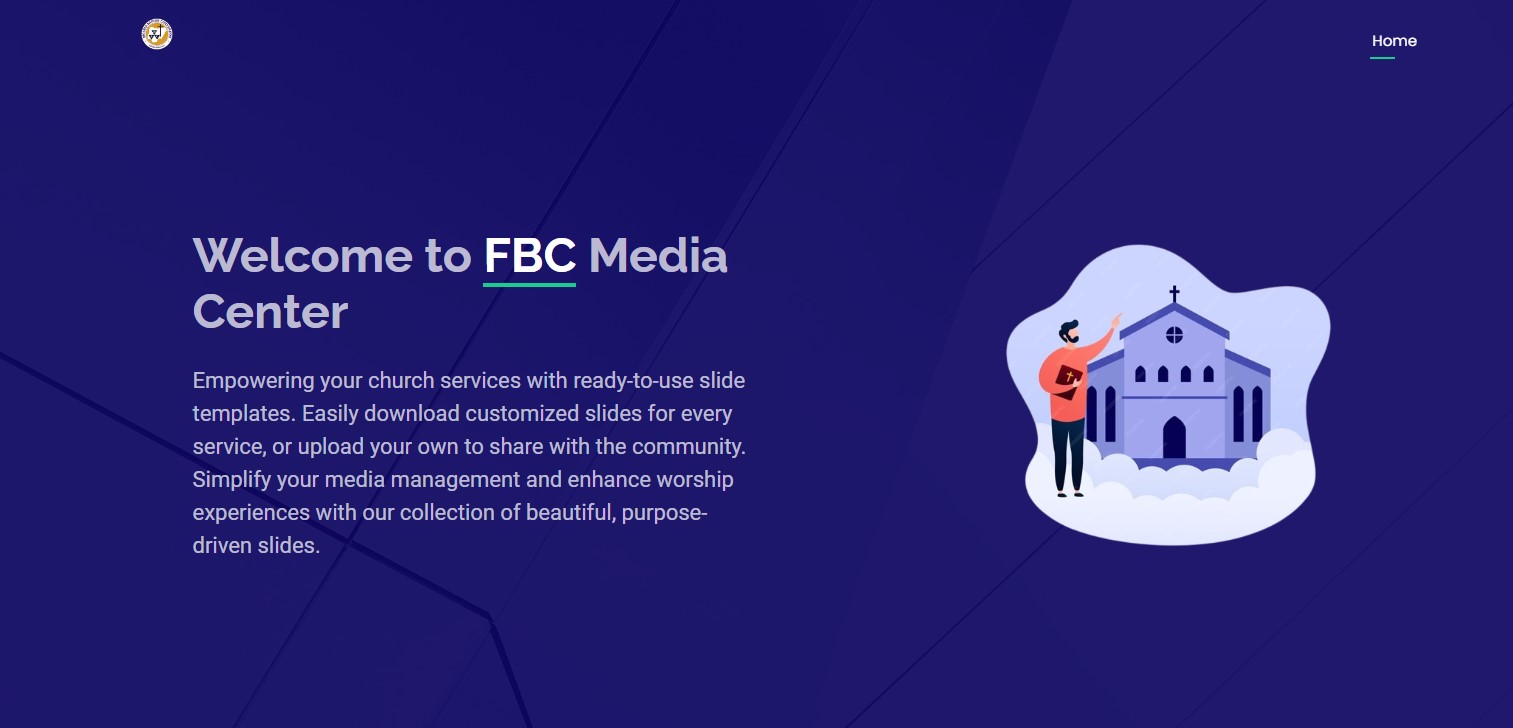 Home
Welcome to FBC Media
Center
Empowering your church services with ready-to-use slide
templates. Easily download customized slides for every
service, or upload your own to share with the community.
Simplify your media management and enhance worship
experiences with our collection of beautiful, purpose-
driven slides.